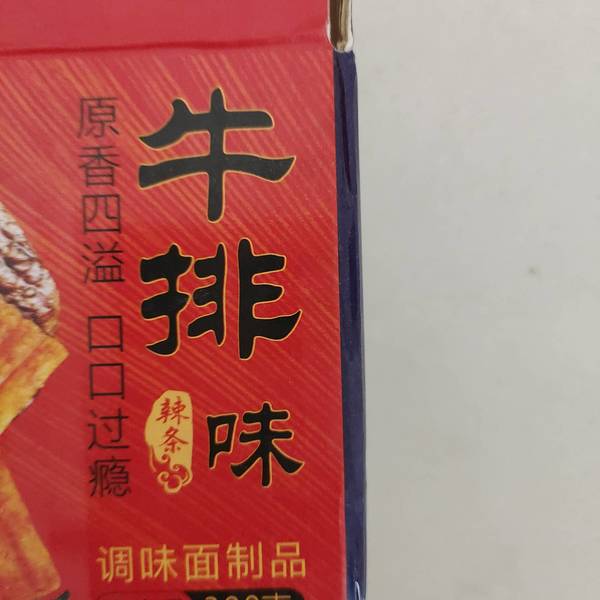 牛排味
辣条
原香四溢 口口过瘾
调味面制品